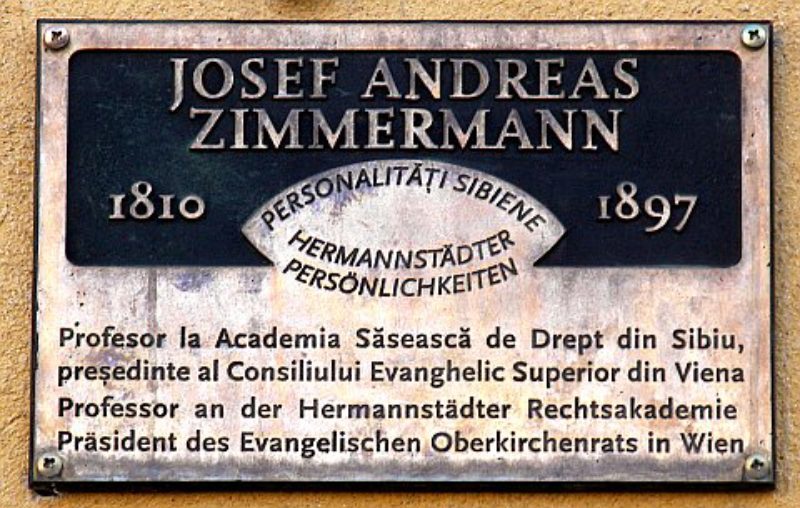 JOSEF ANDREAS
ZIMMERMANN
1810
PERSONALITĂȚI SIBIENE
HERMANNSTÄDTER
PERSÖNLICHKEITEN
1897
Profesor la Academia Săsească de Drept din Sibiu,
președinte al Consiliului Evanghelic Superior din Viena
Professor an der Hermannstädter Rechtsakademie
Präsident des Evangelischen Oberkirchenrats in Wien